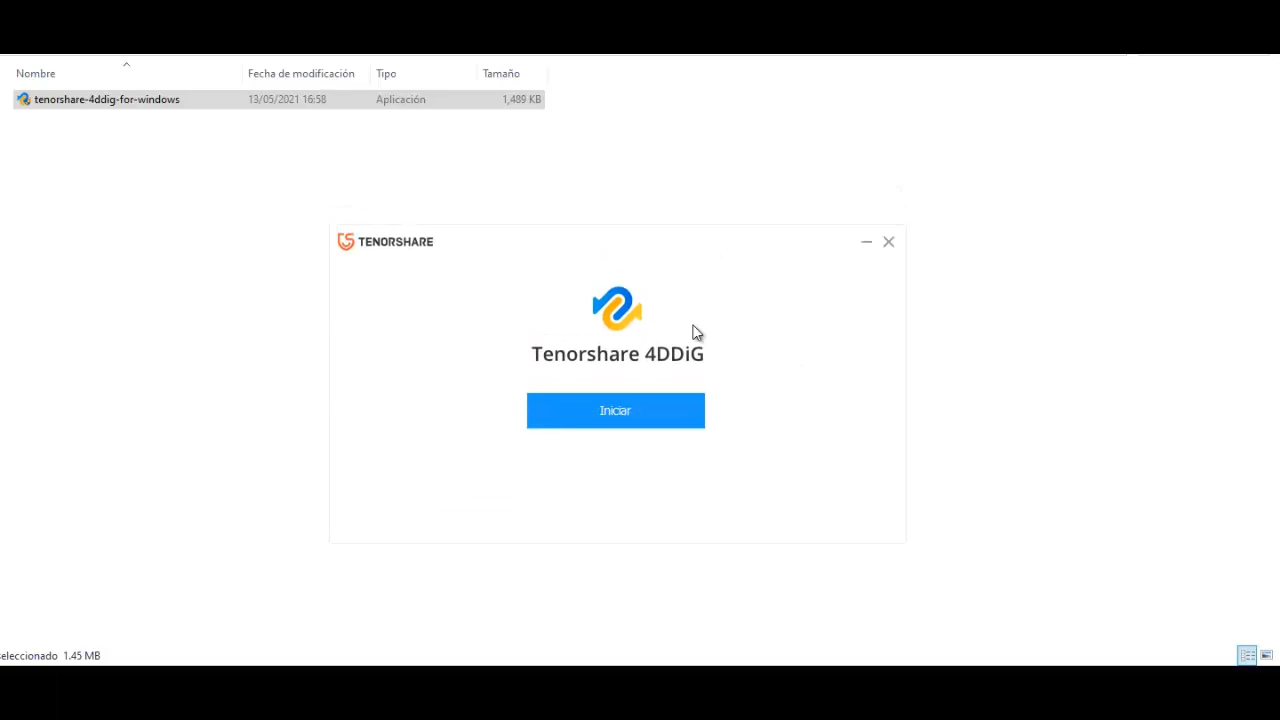 Nombre Fecha de modificación Tipo Tamaño
tenorshare-4ddig-for-windows 13/05/2021 16:58 Aplicación 1,489 KB
TENORSHARE
Tenorshare 4DDiG
Iniciar
seleccionado 1.45 MB